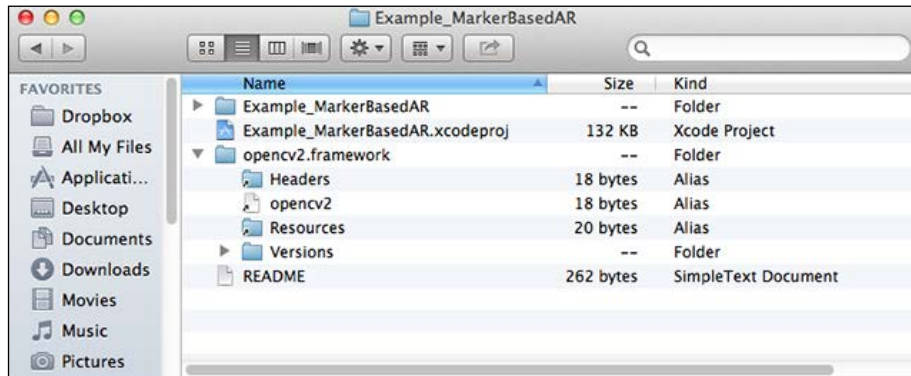 Example_MarkerBasedAR
FAVORITES
Dropbox
All My Files
Applicati...
Desktop
Documents
Downloads
Movies
Music
Pictures
Name Size Kind
Example_MarkerBasedAR -- Folder
Example_MarkerBasedAR.xcodeproj 132 KB Xcode Project
opencv2.framework -- Folder
Headers 18 bytes Alias
opencv2 18 bytes Alias
Resources 20 bytes Alias
Versions -- Folder
README 262 bytes SimpleText Document